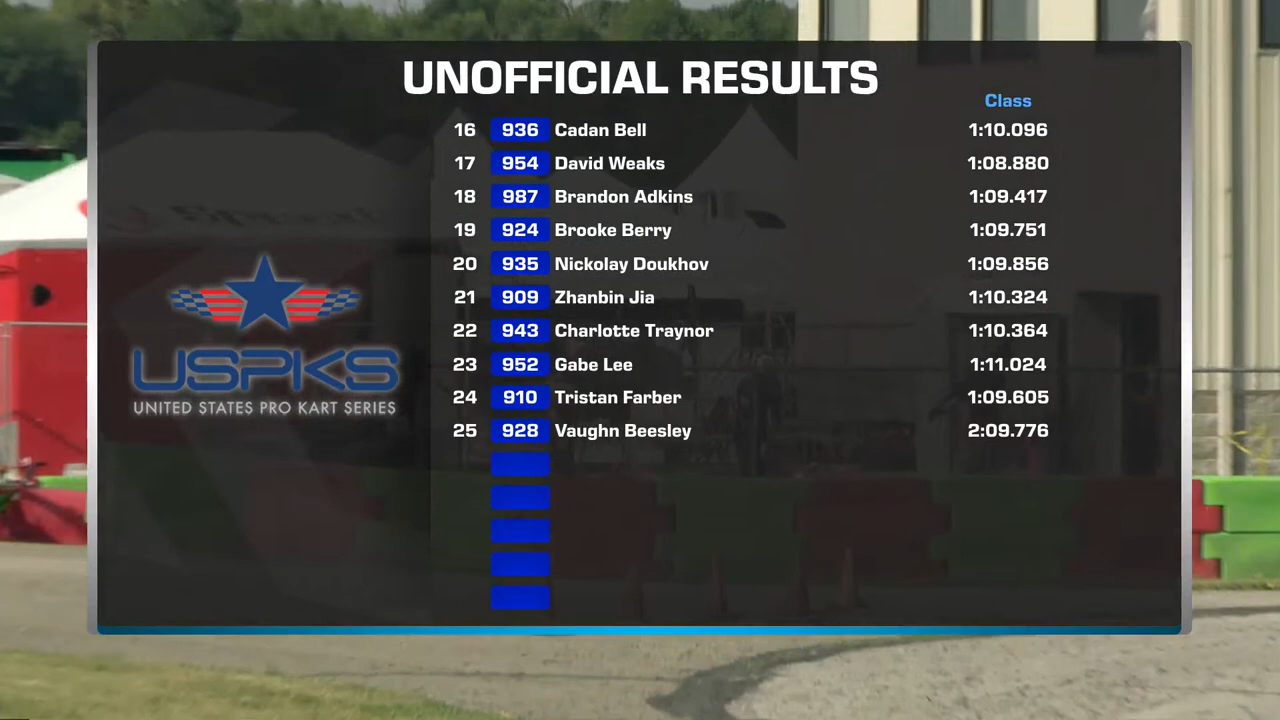 UNOFFICIAL RESULTS
Class
16 936 Cadan Bell 1:10.096
17 954 David Weaks 1:08.880
18 987 Brandon Adkins 1:09.417
19 924 Brooke Berry 1:09.751
20 935 Nickolay Doukhov 1:09.856
21 909 Zhanbin Jia 1:10.324
22 943 Charlotte Traynor 1:10.364
23 952 Gabe Lee 1:11.024
24 910 Tristan Farber 1:09.605
25 928 Vaughn Beesley 2:09.776
USPKS
UNITED STATES PRO KART SERIES